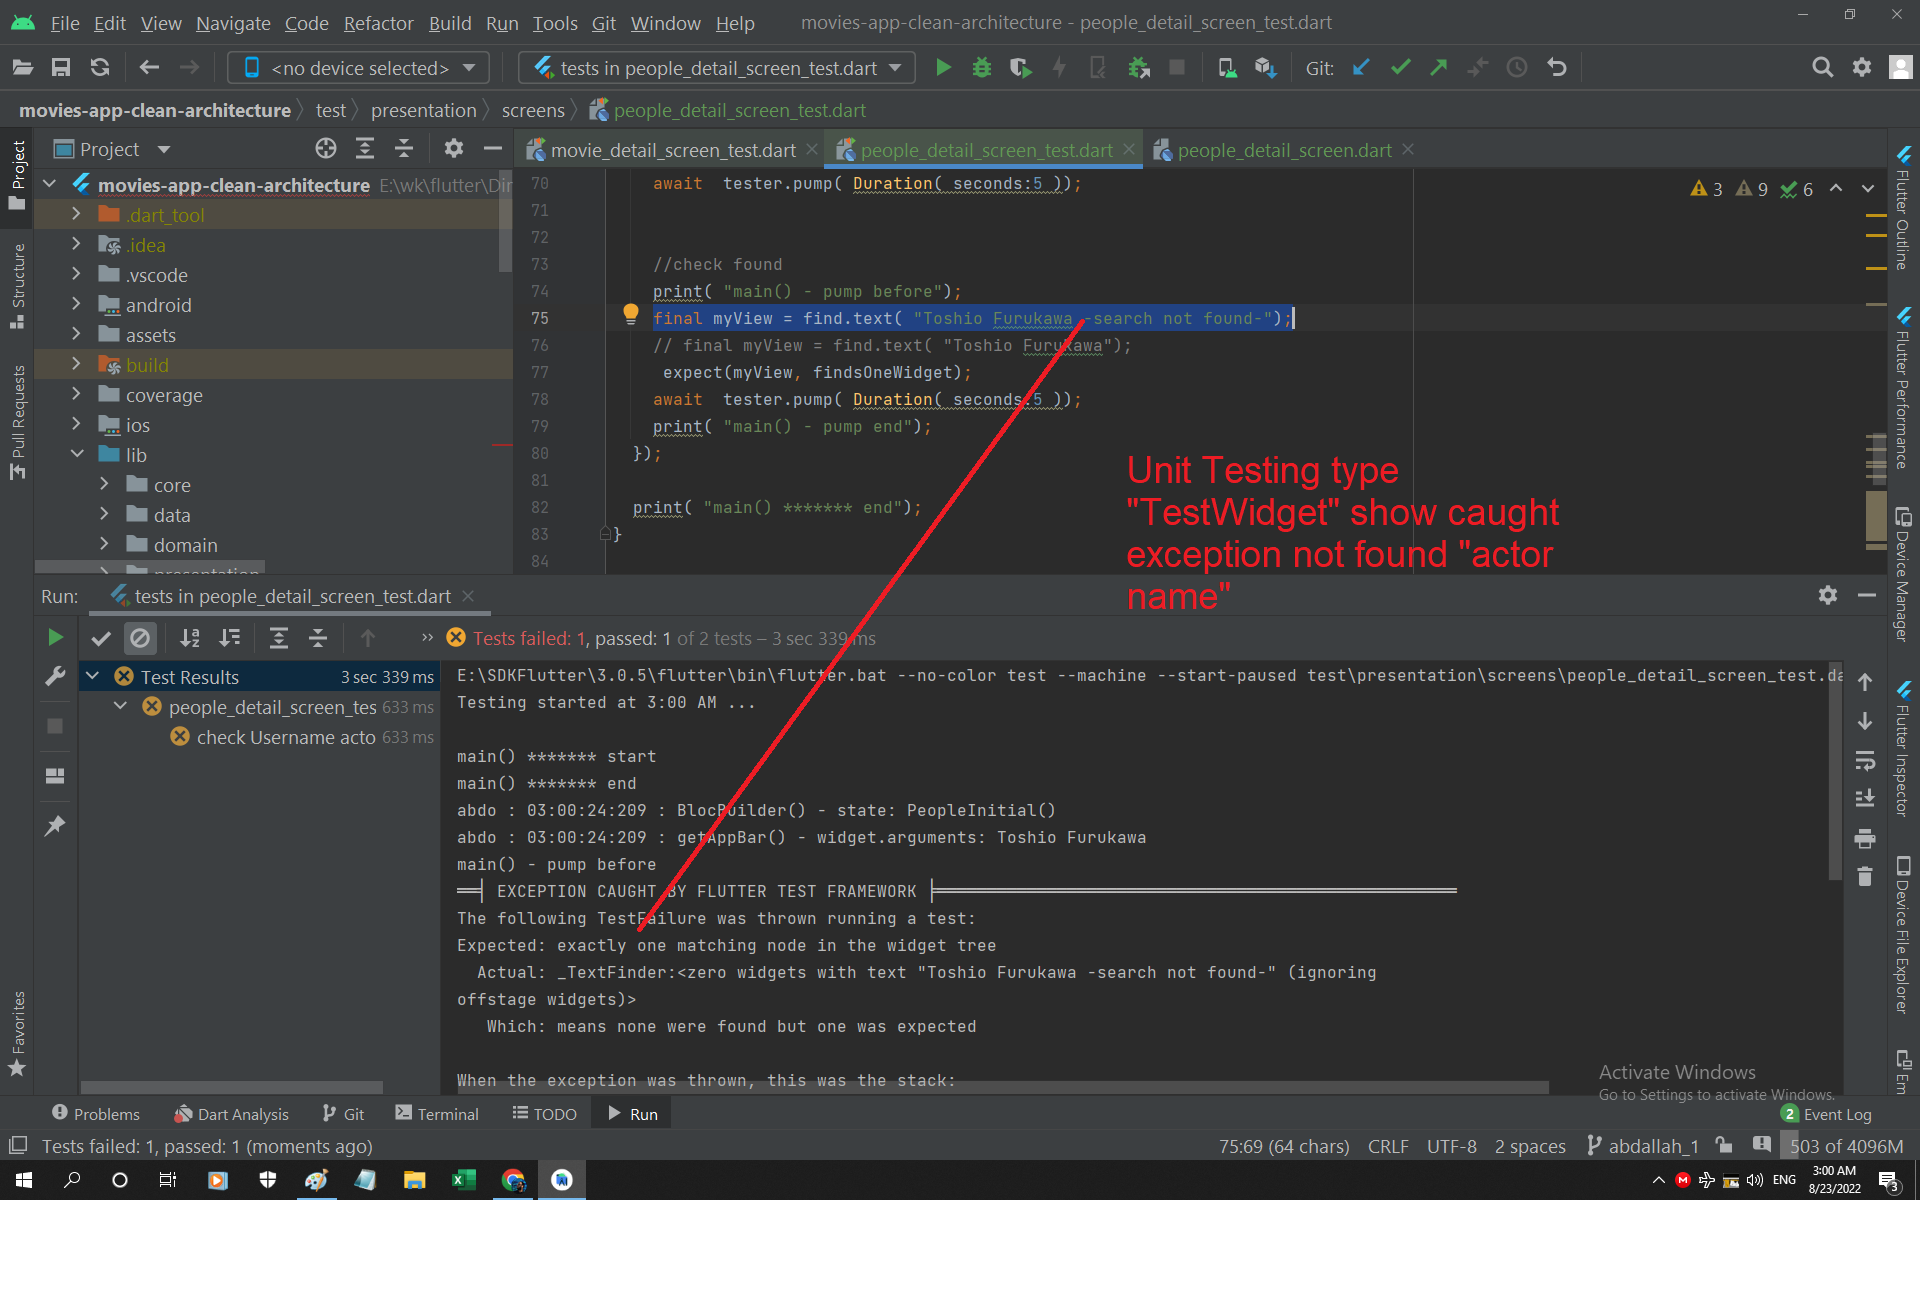 File Edit View Navigate Code Refactor Build Run Tools Git Window Help movies-app-clean-architecture - people_detail_screen_test.dart
<no device selected> tests in people_detail_screen_test.dart Git:
movies-app-clean-architecture test presentation screens people_detail_screen_test.dart
Project movie_detail_screen_test.dart people_detail_screen_test.dart people_detail_screen.dart
Project
Structure
Pull Requests
Favorites
movies-app-clean-architecture E:\wk\flutter\Dir
.dart_tool
.idea
.vscode
android
assets
build
coverage
ios
lib
core
data
domain
presentation
3 9 6
70 await tester.pump( Duration( seconds:5 ));
71
72
73 //check found
74 print( "main() - pump before");
75 final myView = find.text( "Toshio Furukawa -search not found-");
76 // final myView = find.text( "Toshio Furukawa");
77 expect(myView, findsOneWidget);
78 await tester.pump( Duration( seconds:5 ));
79 print( "main() - pump end");
80 });
81
82 print( "main() ******* end");
83 }
84
Unit Testing type
"TestWidget" show caught
exception not found "actor
name"
Flutter Outline
Flutter Performance
Device Manager
Flutter Inspector
Device File Explorer
Em
Run: tests in people_detail_screen_test.dart
Tests failed: 1, passed: 1 of 2 tests – 3 sec 339 ms
Test Results 3 sec 339 ms
people_detail_screen_tes 633 ms
check Username acto 633 ms
E:\SDKFlutter\3.0.5\flutter\bin\flutter.bat --no-color test --machine --start-paused test\presentation\screens\people_detail_screen_test.da
Testing started at 3:00 AM ...
main() ******* start
main() ******* end
abdo : 03:00:24:209 : BlocBuilder() - state: PeopleInitial()
abdo : 03:00:24:209 : getAppBar() - widget.arguments: Toshio Furukawa
main() - pump before
══╡ EXCEPTION CAUGHT BY FLUTTER TEST FRAMEWORK ╞════════════════════════════════════════════════════
The following TestFailure was thrown running a test:
Expected: exactly one matching node in the widget tree
Actual: _TextFinder:<zero widgets with text "Toshio Furukawa -search not found-" (ignoring
offstage widgets)>
Which: means none were found but one was expected
When the exception was thrown, this was the stack:
Activate Windows
Go to Settings to activate Windows.
Problems Dart Analysis Git Terminal TODO Run 2 Event Log
Tests failed: 1, passed: 1 (moments ago) 75:69 (64 chars) CRLF UTF-8 2 spaces abdallah_1 503 of 4096M
ENG 3:00 AM
8/23/2022 3